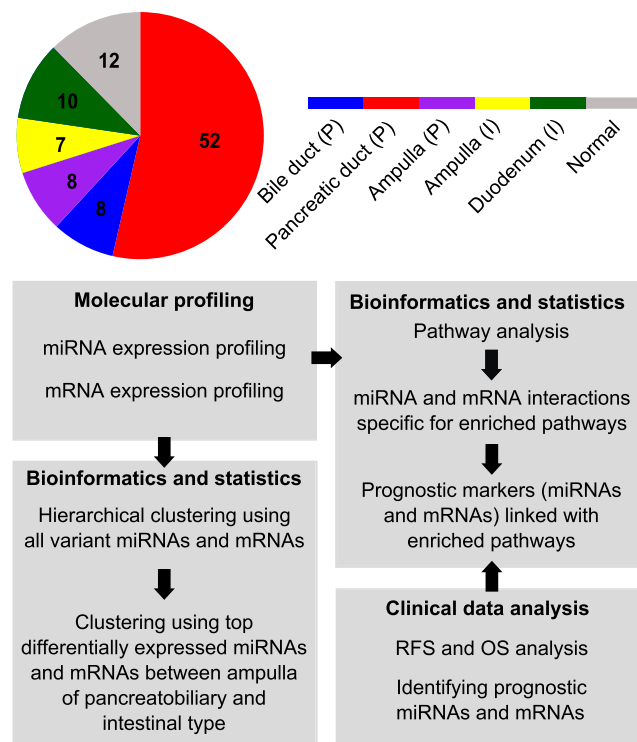 12
10
7
8
8
52
Bile duct (P)
Pancreatic duct (P)
Ampulla (P)
Ampulla (I)
Duodenum (I)
Normal
Molecular profiling
miRNA expression profiling
mRNA expression profiling
Bioinformatics and statistics
Hierarchical clustering using
all variant miRNAs and mRNAs
Clustering using top
differentially expressed miRNAs
and mRNAs between ampulla
of pancreatobiliary and
intestinal type
Bioinformatics and statistics
Pathway analysis
miRNA and mRNA interactions
specific for enriched pathways
Prognostic markers (miRNAs
and mRNAs) linked with
enriched pathways
Clinical data analysis
RFS and OS analysis
Identifying prognostic
miRNAs and mRNAs